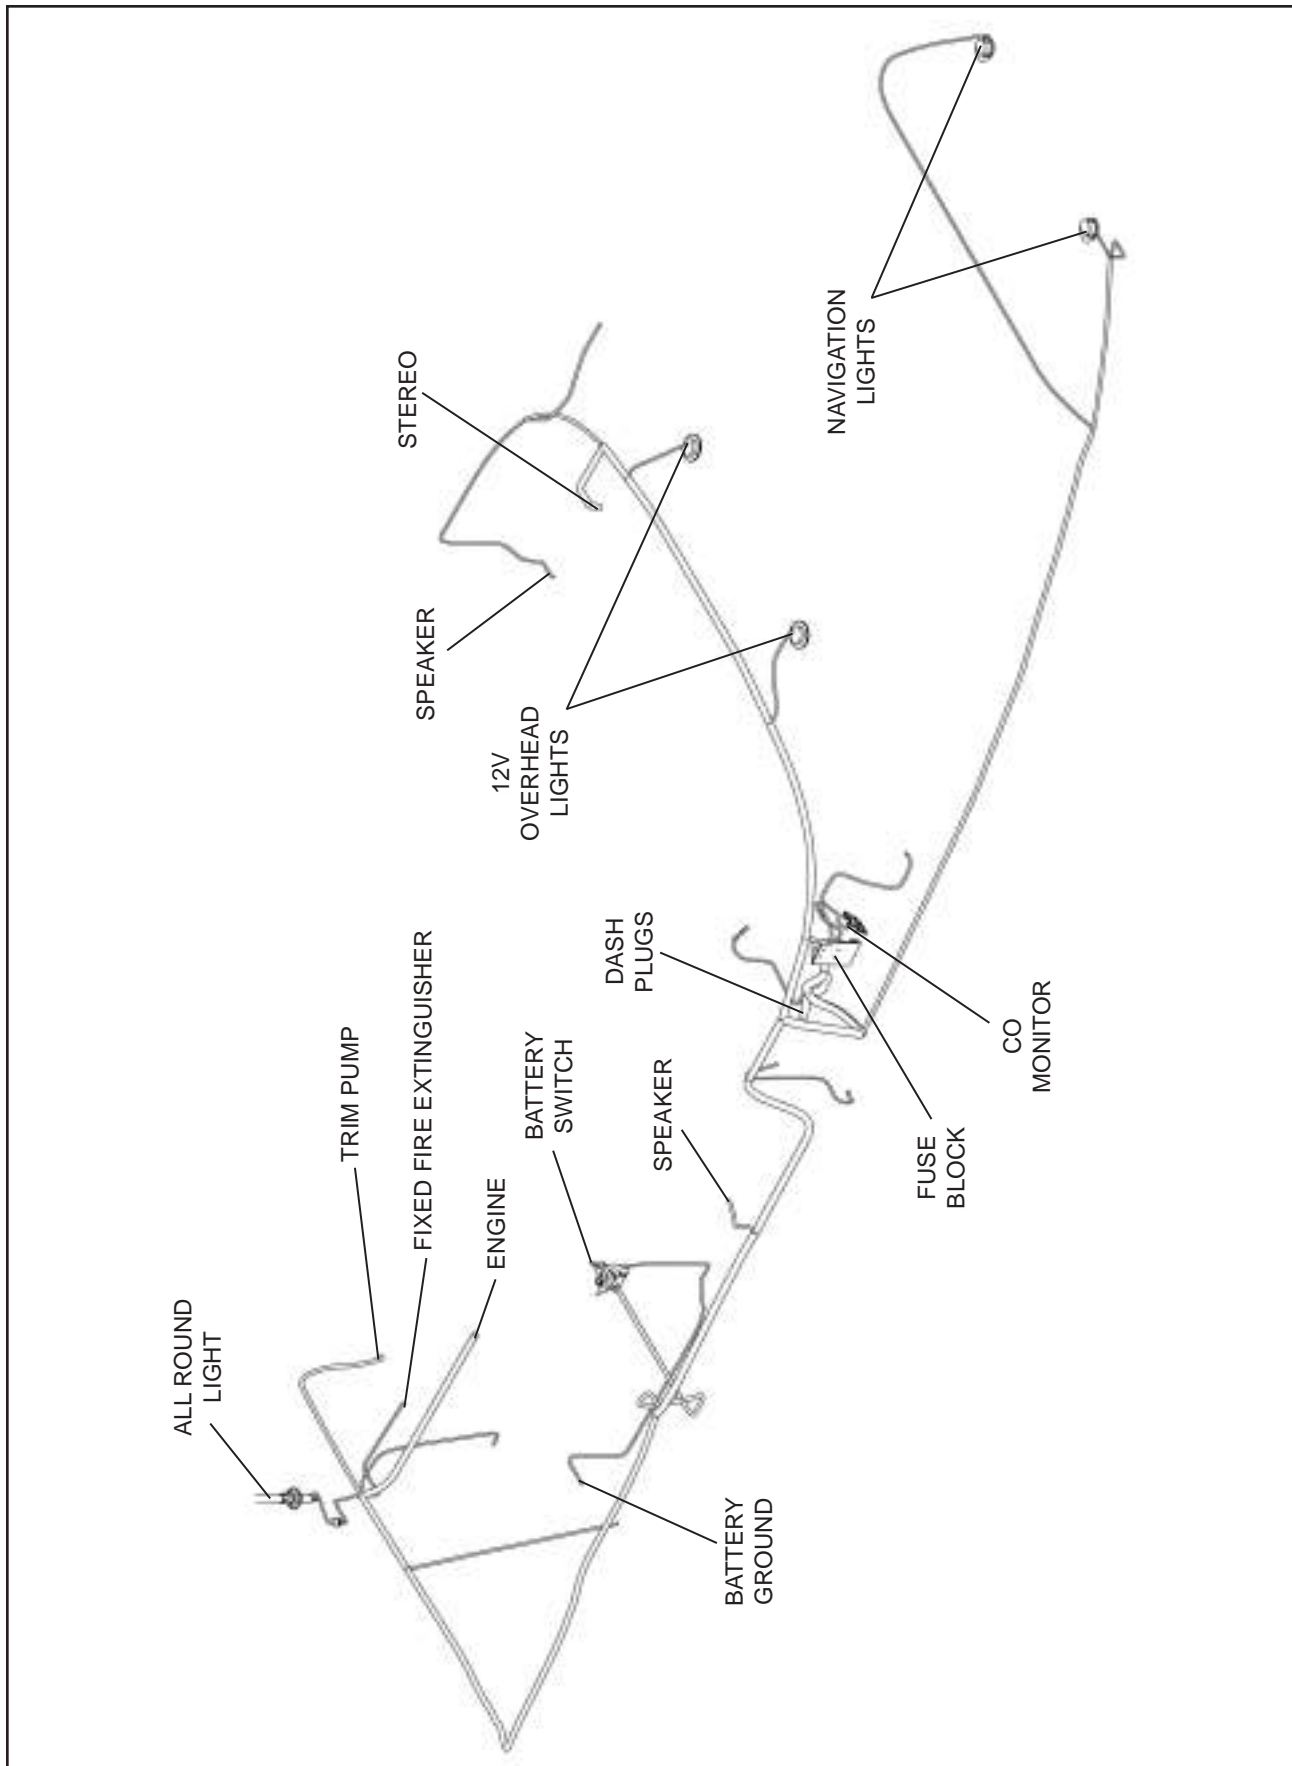 ALL ROUND
LIGHT
TRIM PUMP
FIXED FIRE EXTINGUISHER
ENGINE
BATTERY
SWITCH
BATTERY
GROUND
SPEAKER
DASH
PLUGS
FUSE
BLOCK
CO
MONITOR
12V
OVERHEAD
LIGHTS
SPEAKER
STEREO
NAVIGATION
LIGHTS